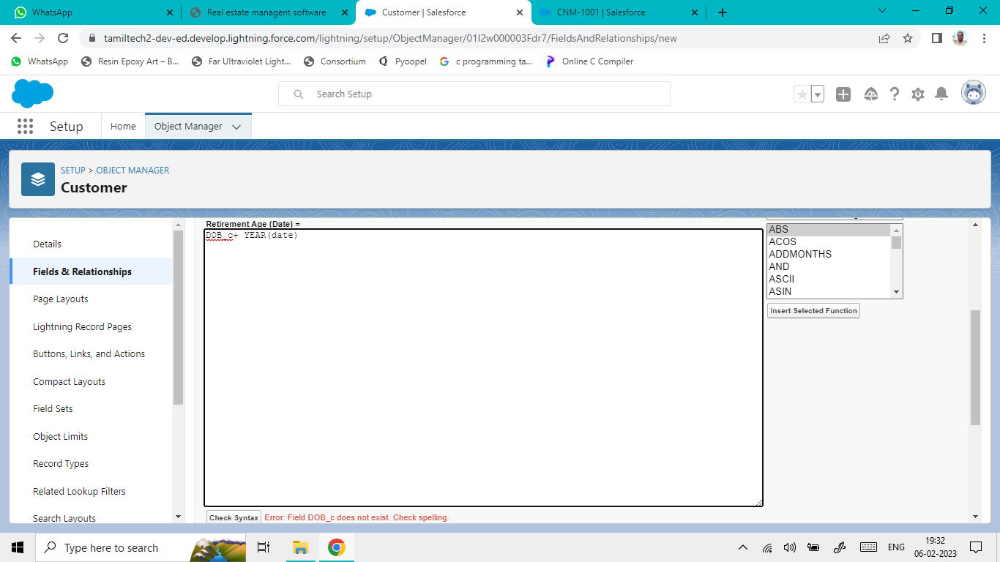 WhatsApp
Real estate managent software
Customer | Salesforce
CNM-1001 | Salesforce
tamiltech2-dev-ed.develop.lightning.force.com/lightning/setup/ObjectManager/01I2w000003Fdr7/FieldsAndRelationships/new
WhatsApp
Resin Epoxy Art – B...
Far Ultraviolet Light...
Consortium
Pyoopel
c programming ta...
Online C Compiler
Search Setup
Setup
Home
Object Manager
SETUP > OBJECT MANAGER
Customer
Details
Fields & Relationships
Page Layouts
Lightning Record Pages
Buttons, Links, and Actions
Compact Layouts
Field Sets
Object Limits
Record Types
Related Lookup Filters
Search Layouts
Retirement Age (Date) =
DOB_c+ YEAR(date)
ABS
ACOS
ADDMONTHS
AND
ASCII
ASIN
Insert Selected Function
Check Syntax
Error: Field DOB_c does not exist. Check spelling.
Type here to search
ENG
19:32
06-02-2023